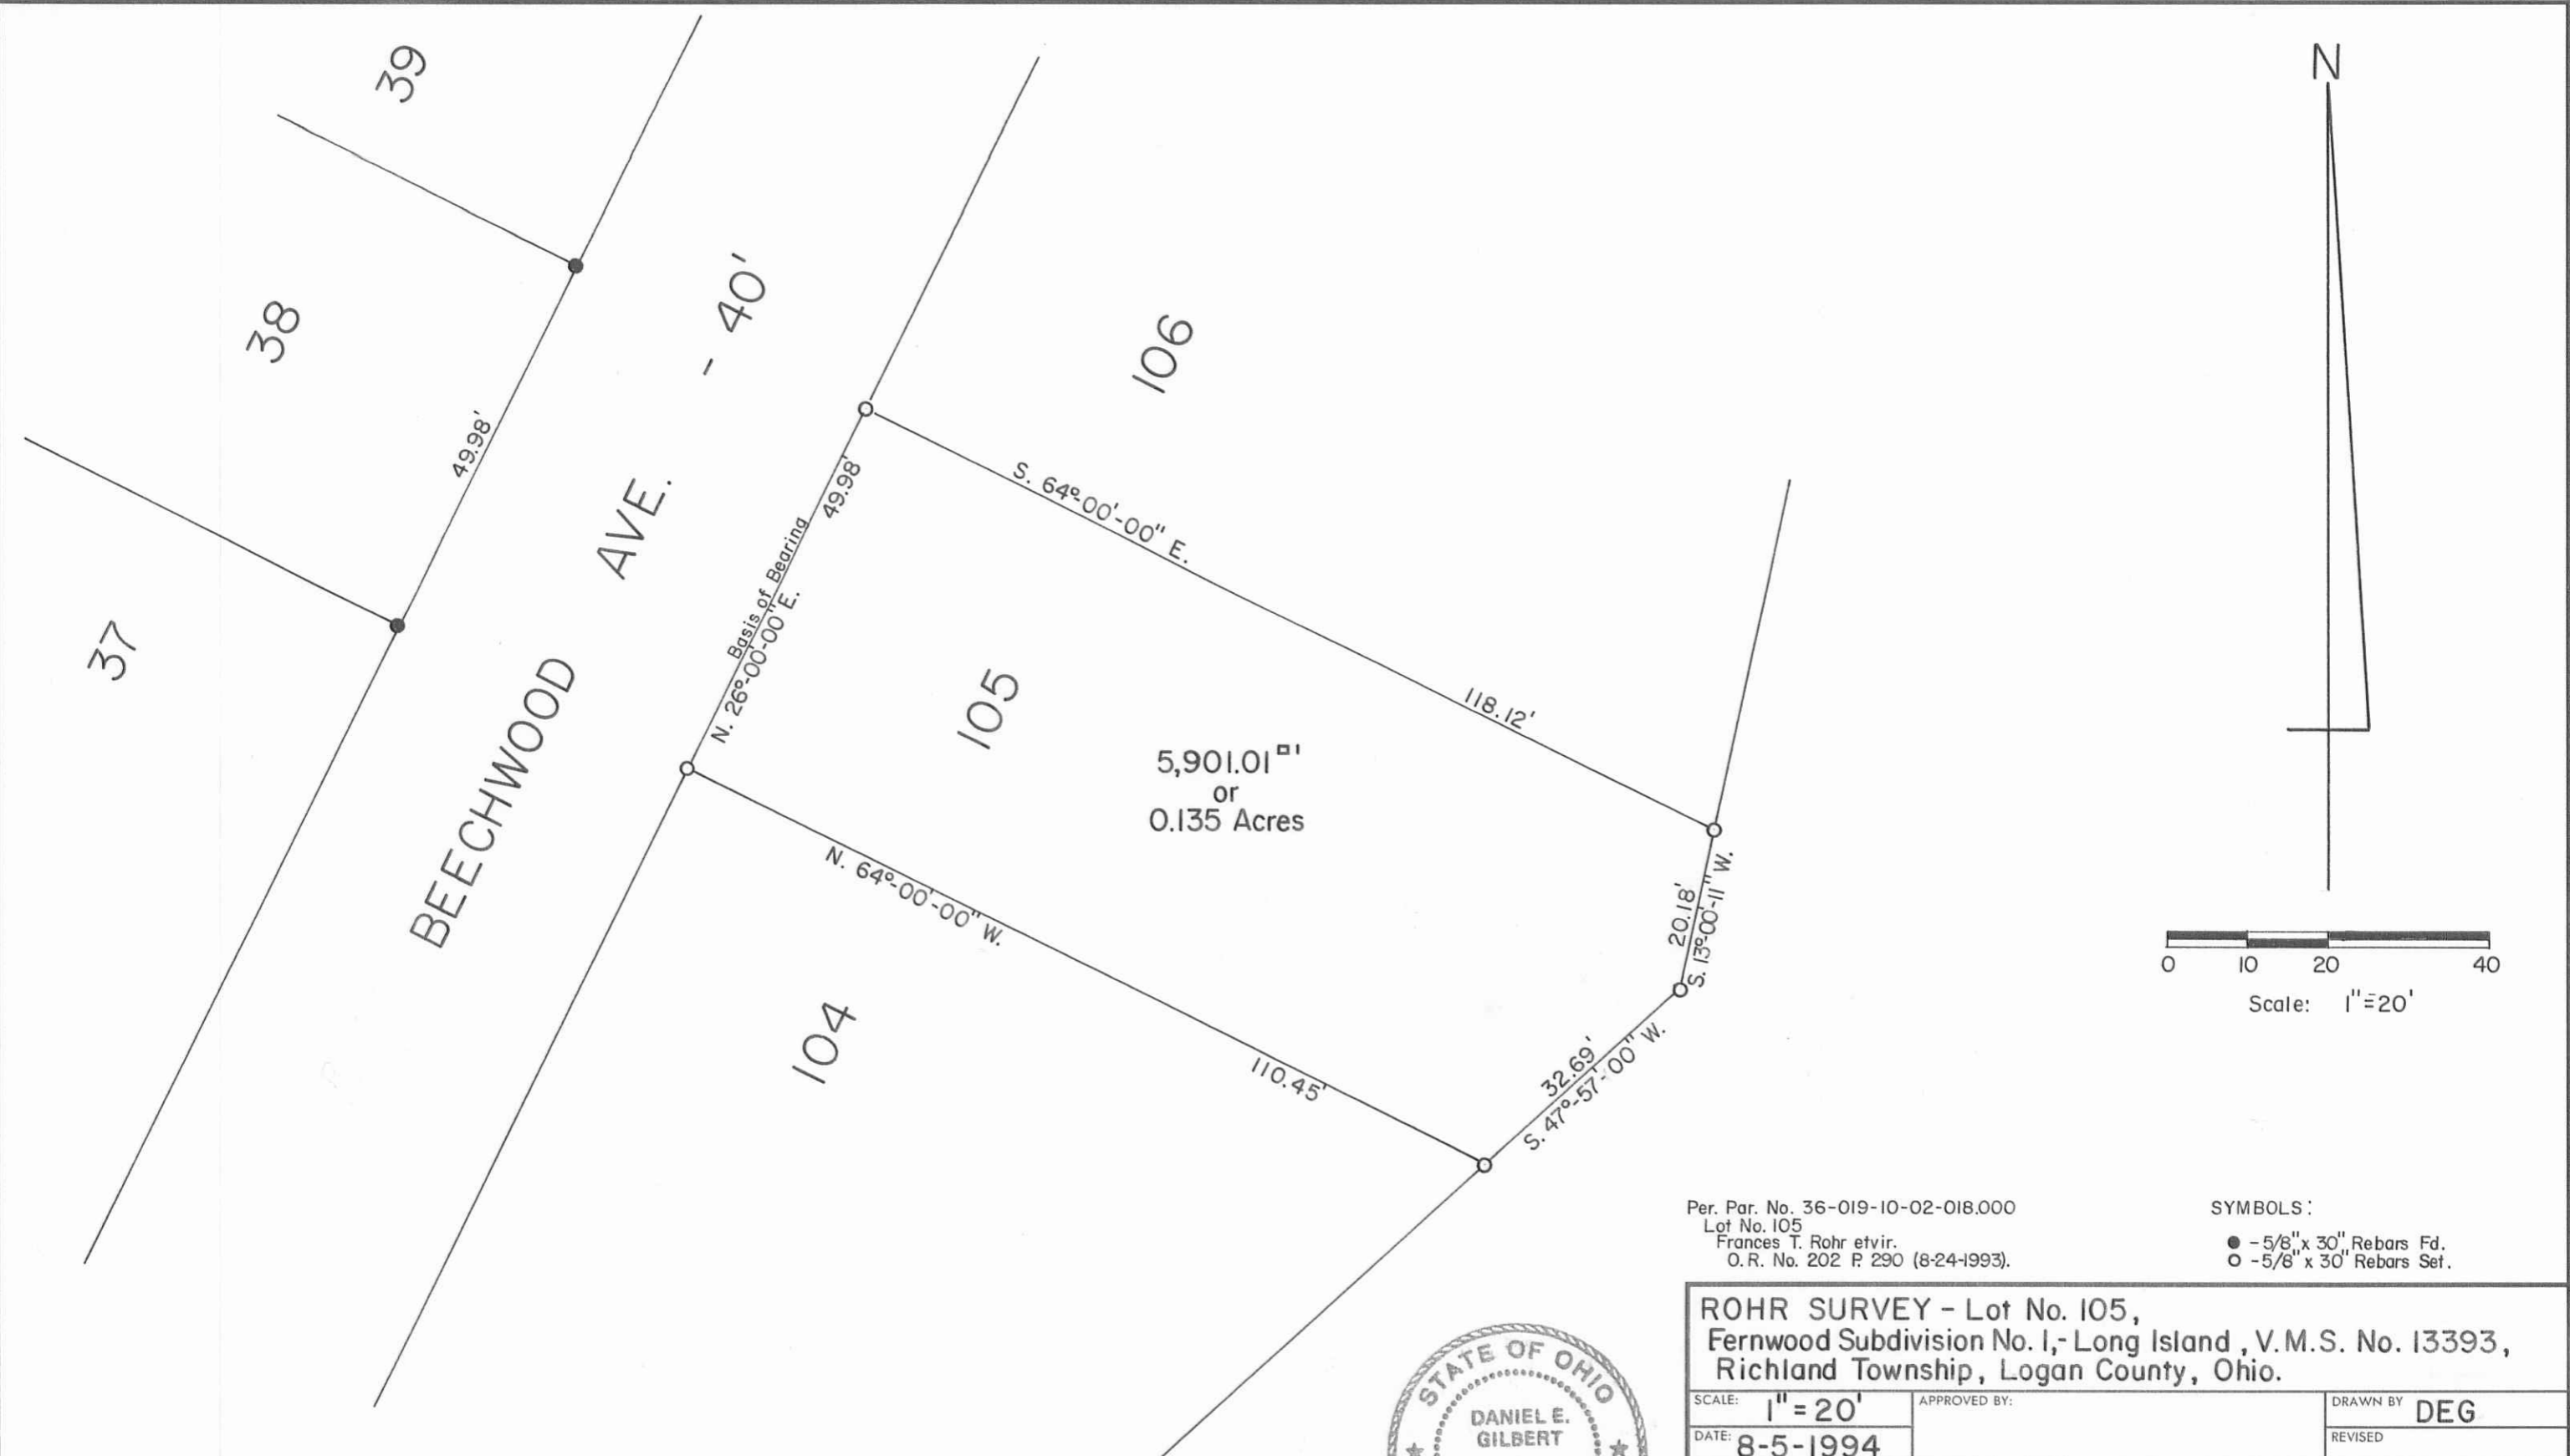 39
N
38
37
49.98'
BEECHWOOD AVE. - 40'
106
Basis of Bearing
49.98'
N. 26°-00'-00" E.
S. 64°-00'-00" E.
118.12'
105
5,901.01□'
or
0.135 Acres
20.18'
S. 13°-00'-11" W.
N. 64°-00'-00" W.
110.45'
32.69'
S. 47°-57'-00" W.
104
0 10 20 40
Scale: 1"=20'
Per. Par. No. 36-019-10-02-018.000
Lot No. 105
Frances T. Rohr etvir.
O.R. No. 202 P. 290 (8-24-1993).
SYMBOLS:
● -5/8"x 30" Rebars Fd.
○ -5/8"x 30" Rebars Set.
ROHR SURVEY - Lot No. 105,
Fernwood Subdivision No. 1,- Long Island, V.M.S. No. 13393,
Richland Township, Logan County, Ohio.
SCALE: 1"=20'
APPROVED BY:
DRAWN BY DEG
DATE: 8-5-1994
REVISED
STATE OF OHIO
DANIEL E.
GILBERT